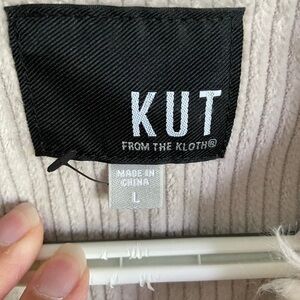 KUT
FROM THE KLOTH®
MADE IN
CHINA
L